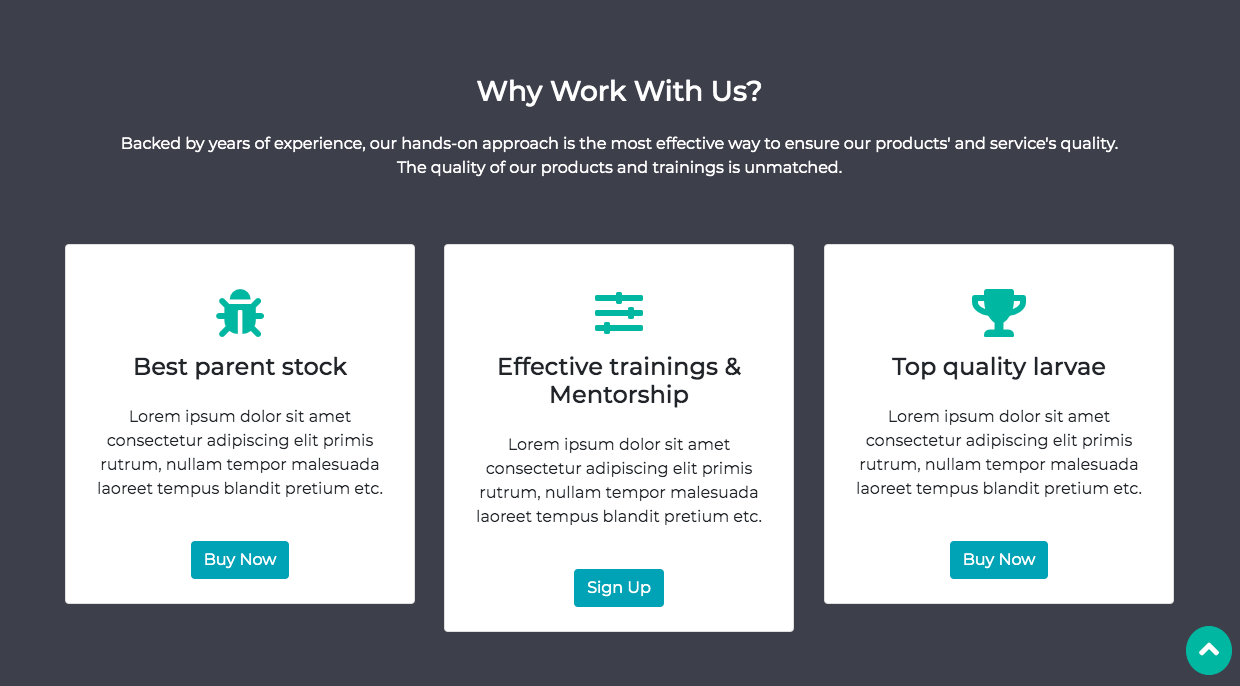 Why Work With Us?
Backed by years of experience, our hands-on approach is the most effective way to ensure our products' and service's quality.
The quality of our products and trainings is unmatched.
Best parent stock
Lorem ipsum dolor sit amet
consectetur adipiscing elit primis
rutrum, nullam tempor malesuada
laoreet tempus blandit pretium etc.
Buy Now
Effective trainings &
Mentorship
Lorem ipsum dolor sit amet
consectetur adipiscing elit primis
rutrum, nullam tempor malesuada
laoreet tempus blandit pretium etc.
Sign Up
Top quality larvae
Lorem ipsum dolor sit amet
consectetur adipiscing elit primis
rutrum, nullam tempor malesuada
laoreet tempus blandit pretium etc.
Buy Now